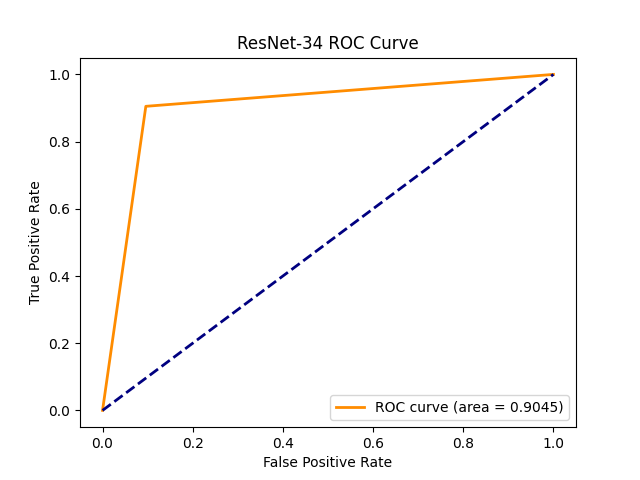 ResNet-34 ROC Curve
True Positive Rate
1.0
0.8
0.6
0.4
0.2
0.0
ROC curve (area = 0.9045)
0.0 0.2 0.4 0.6 0.8 1.0
False Positive Rate